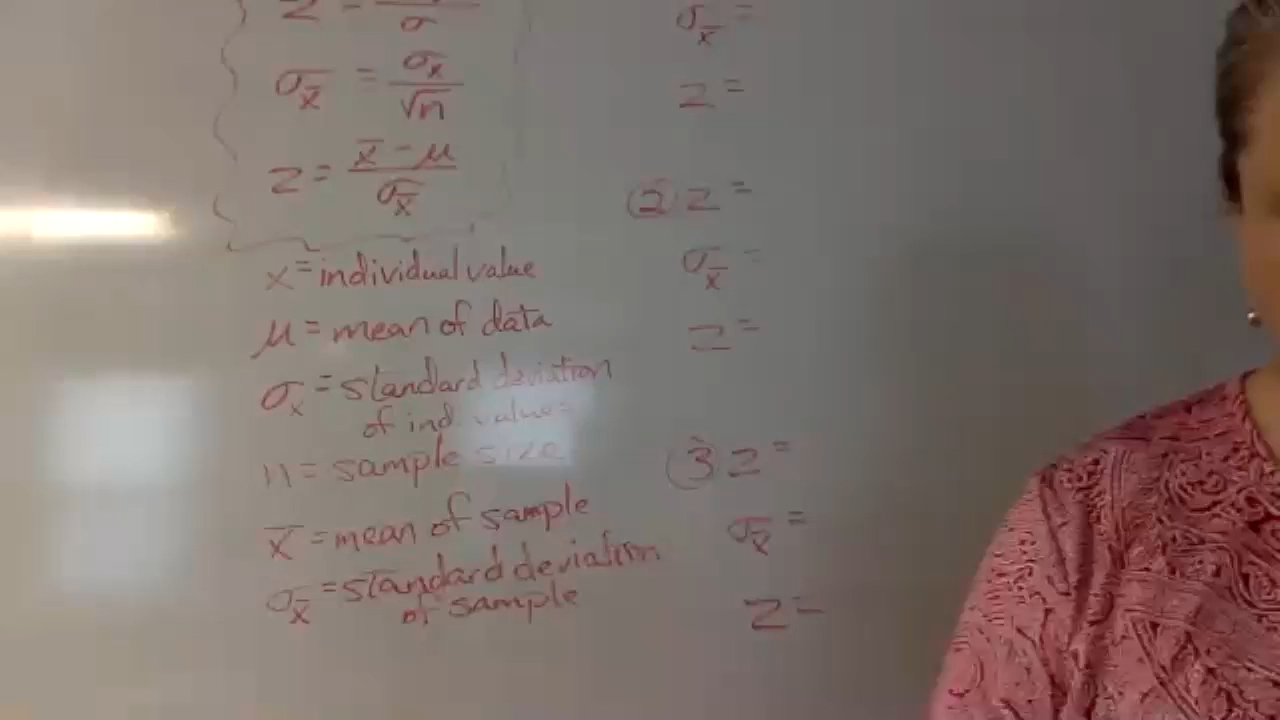 z =
σ
σx̄ = σx / √n
z = x̄ - μ / σx̄
x = individual value
μ = mean of data
σx = standard deviation
of ind. values
n = sample size
x̄ = mean of sample
σx̄ = standard deviation
of sample
σx̄ =
z =
② z =
σx̄ =
z =
③ z =
σx̄ =
z =